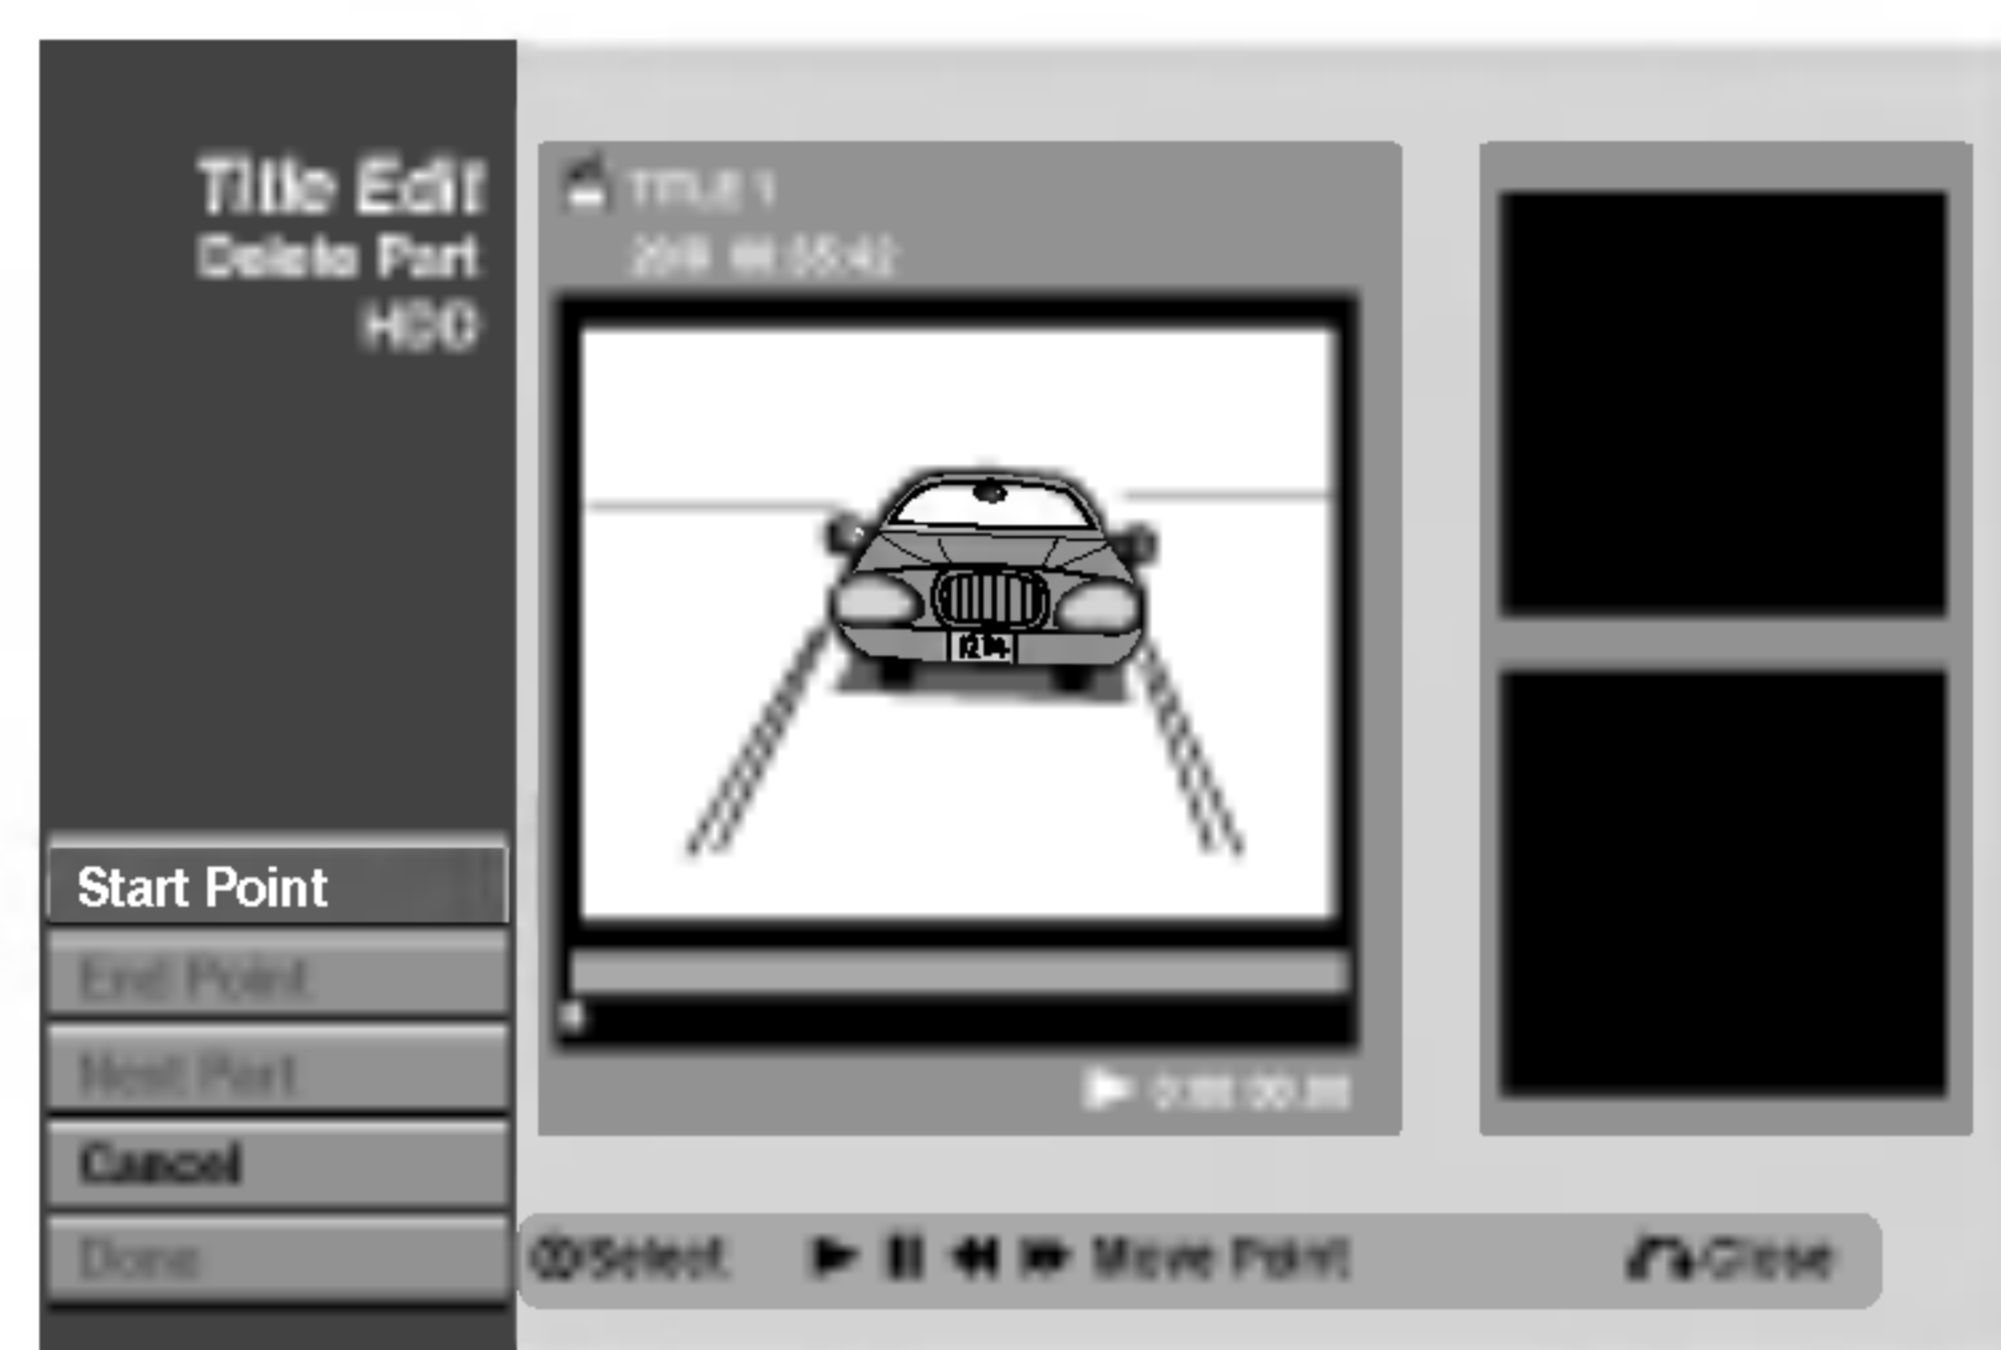 Title Edit
Delete Part
HDD
Start Point
End Point
Next Part
Cancel
Done
TITLE 1
1234
Select
Move Point
Close